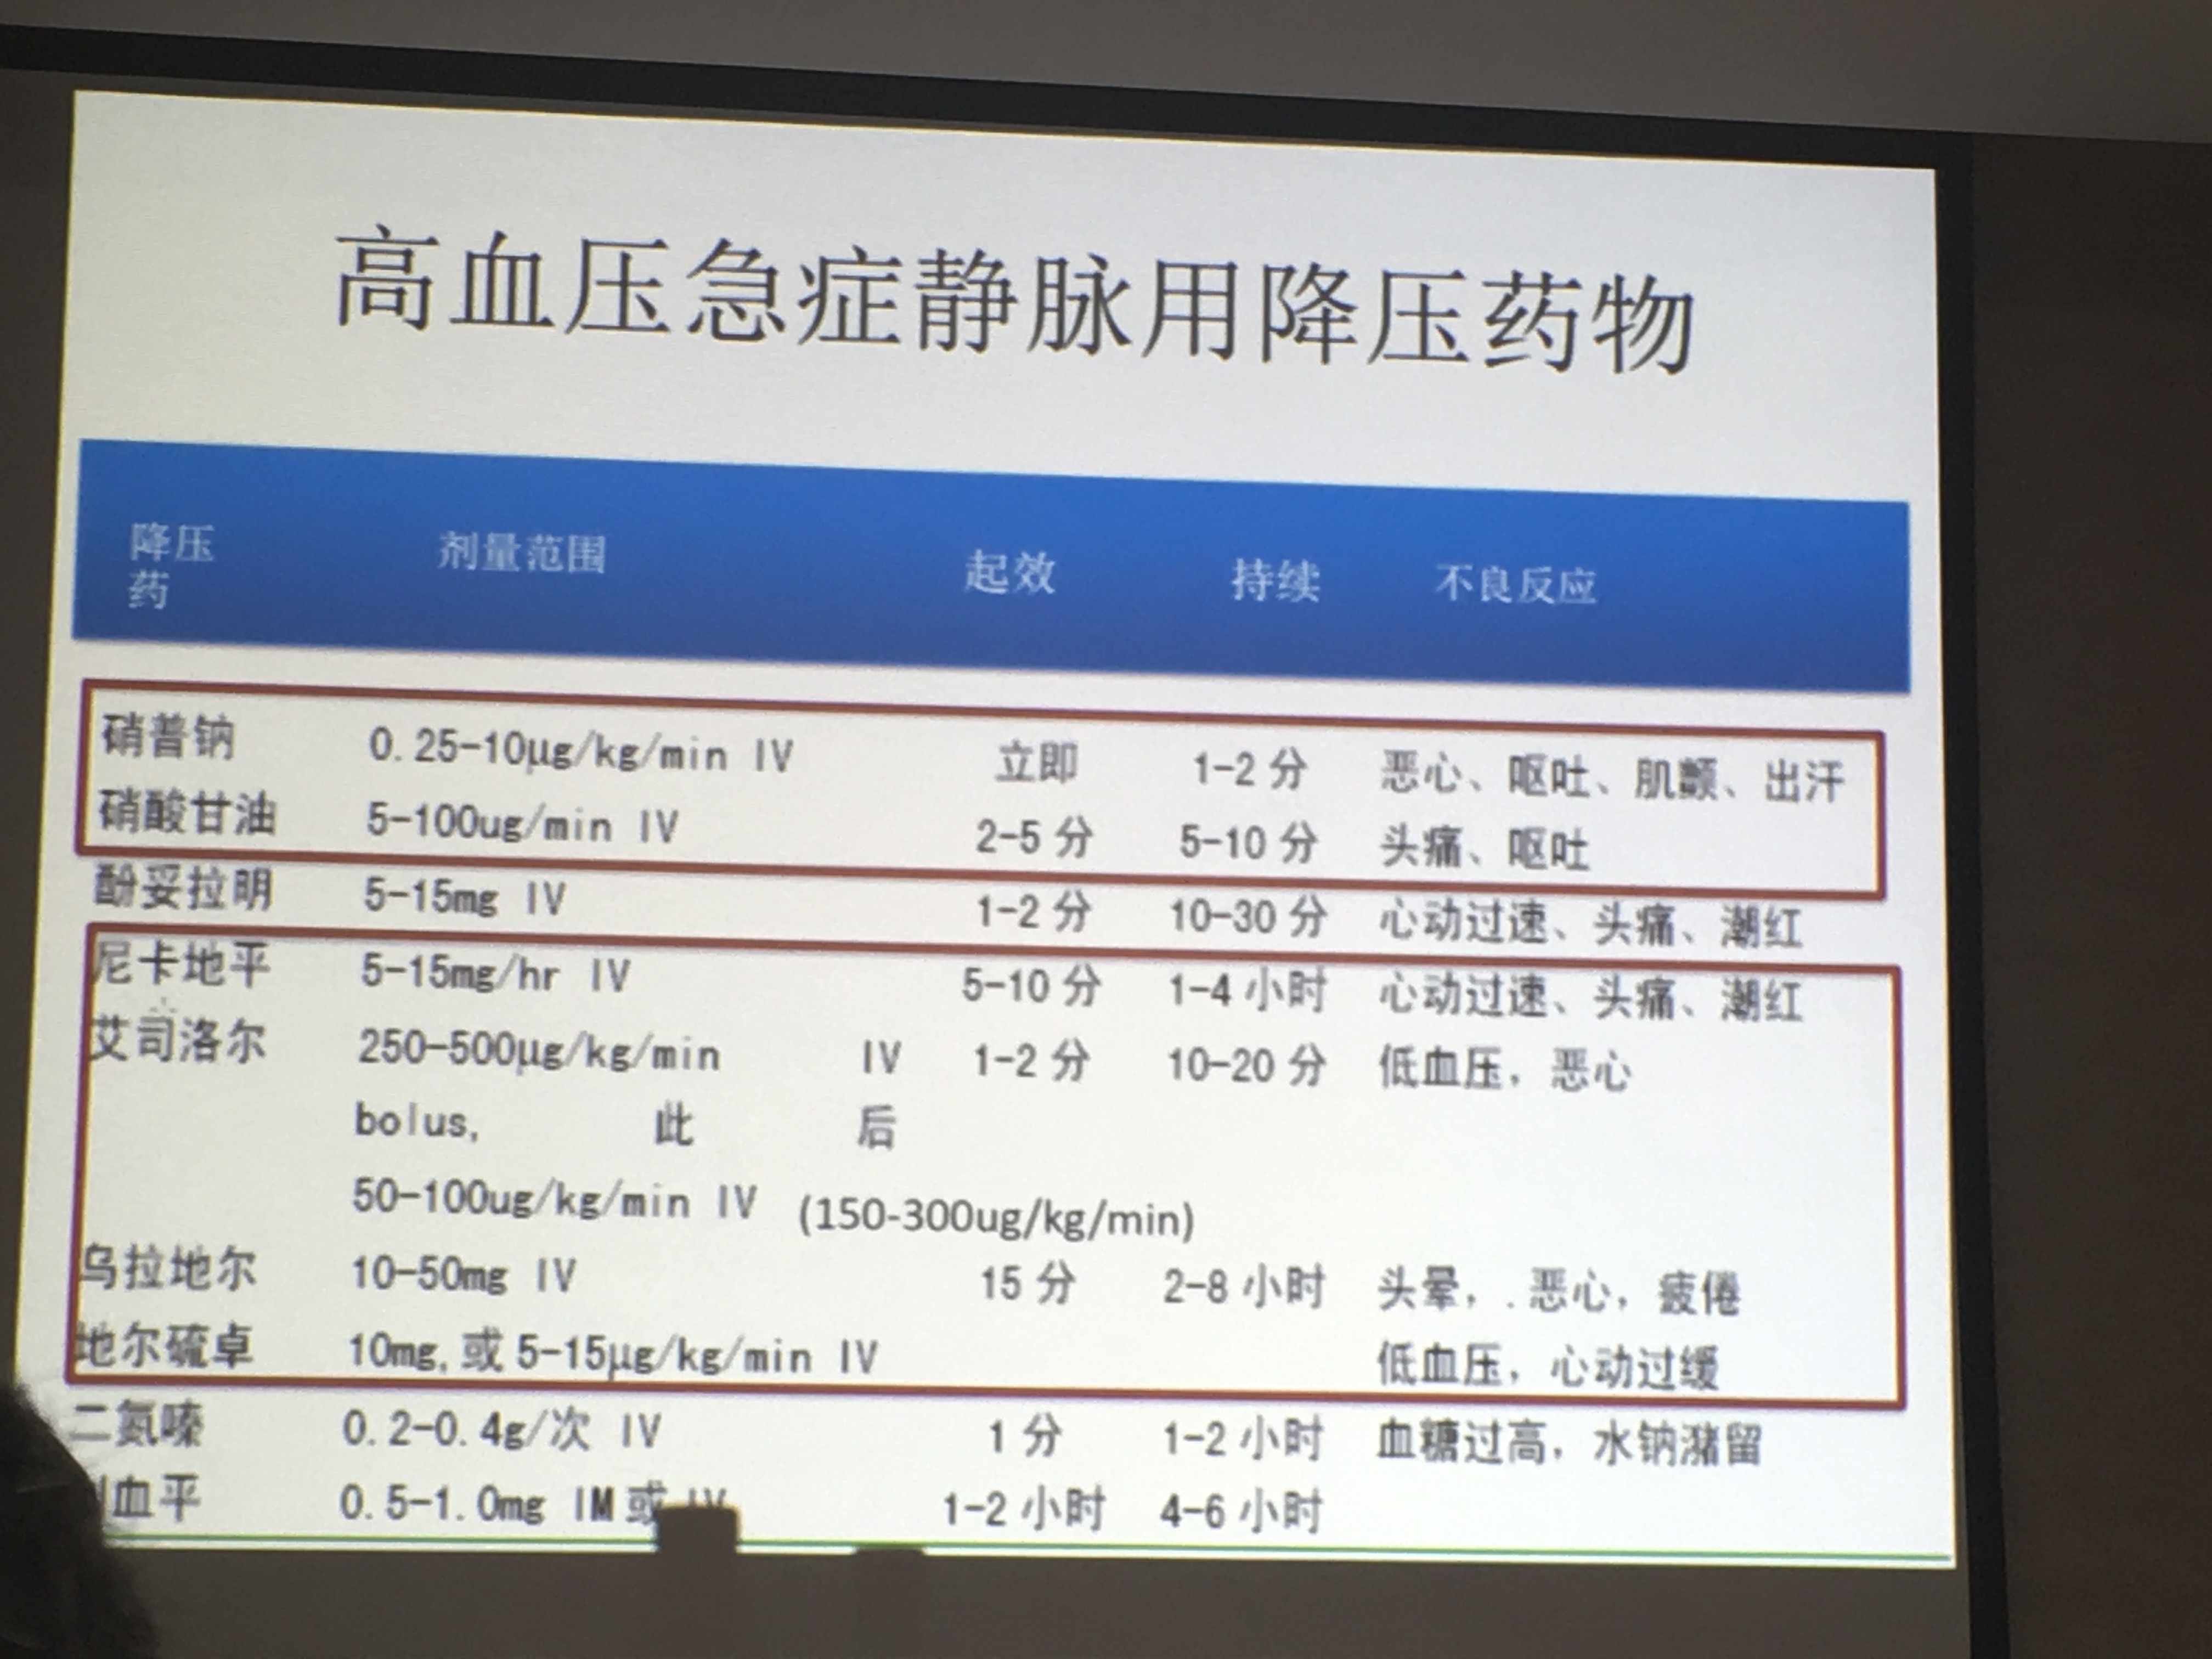 高血压急症静脉用降压药物
降压药 剂量范围 起效 持续 不良反应
硝普钠 0.25-10μg/kg/min IV 立即 1-2 分 恶心、呕吐、肌颤、出汗
硝酸甘油 5-100ug/min IV 2-5 分 5-10 分 头痛、呕吐
酚妥拉明 5-15mg IV 1-2 分 10-30 分 心动过速、头痛、潮红
尼卡地平 5-15mg/hr IV 5-10 分 1-4 小时 心动过速、头痛、潮红
艾司洛尔 250-500μg/kg/min IV 1-2 分 10-20 分 低血压，恶心
bolus, 此 后
50-100ug/kg/min IV (150-300ug/kg/min)
乌拉地尔 10-50mg IV 15 分 2-8 小时 头晕，.恶心，疲倦
地尔硫卓 10mg,或 5-15μg/kg/min IV 低血压，心动过缓
二氮嗪 0.2-0.4g/次 IV 1 分 1-2 小时 血糖过高，水钠潴留
血平 0.5-1.0mg IM 或 IV 1-2 小时 4-6 小时